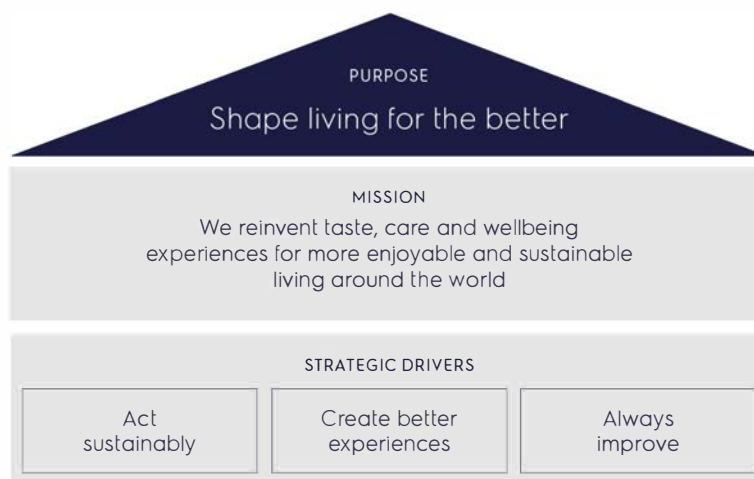 PURPOSE
Shape living for the better
MISSION
We reinvent taste, care and wellbeing
experiences for more enjoyable and sustainable
living around the world
STRATEGIC DRIVERS
Act
sustainably
Create better
experiences
Always
improve